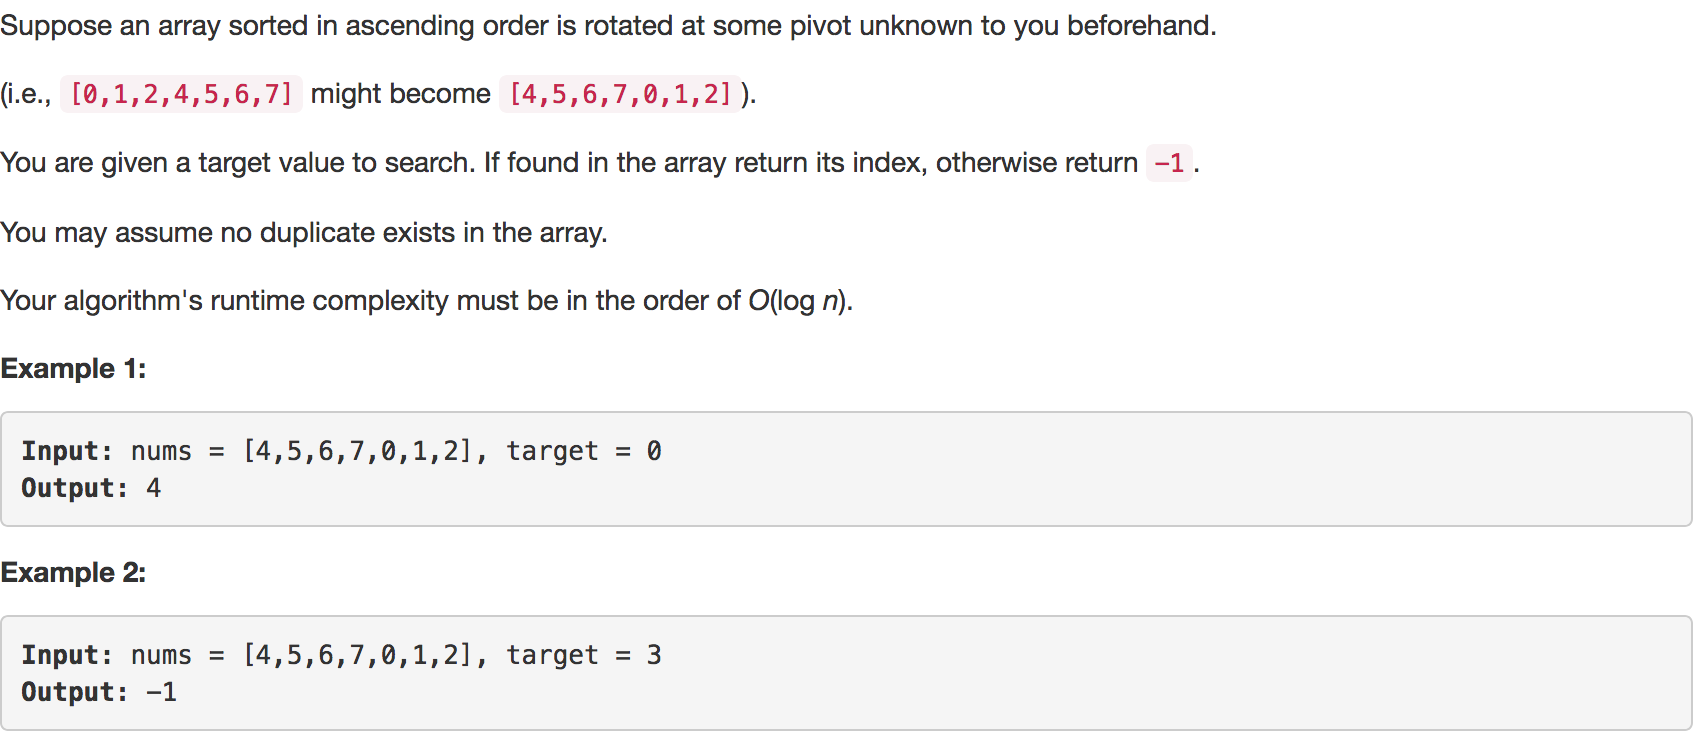 Suppose an array sorted in ascending order is rotated at some pivot unknown to you beforehand.
(i.e., [0,1,2,4,5,6,7] might become [4,5,6,7,0,1,2] ).
You are given a target value to search. If found in the array return its index, otherwise return -1 .
You may assume no duplicate exists in the array.
Your algorithm's runtime complexity must be in the order of O(log n).
Example 1:
Input: nums = [4,5,6,7,0,1,2], target = 0
Output: 4
Example 2:
Input: nums = [4,5,6,7,0,1,2], target = 3
Output: -1